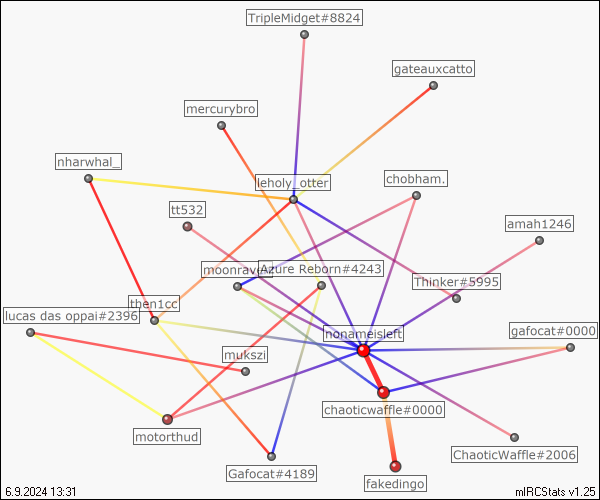 TripleMidget#8824
gateauxcatto
mercurybro
nharwhal_
chobham.
leholy_otter
tt532
amah1246
Azure Reborn#4243
Thinker#5995
then1cc
lucas das oppai#2396
nonameisleft
gafocat#0000
mukszi
chaoticwaffle#0000
motorthud
ChaoticWaffle#2006
Gafocat#4189
fakedingo
6.9.2024 13:31
mIRCStats v1.25